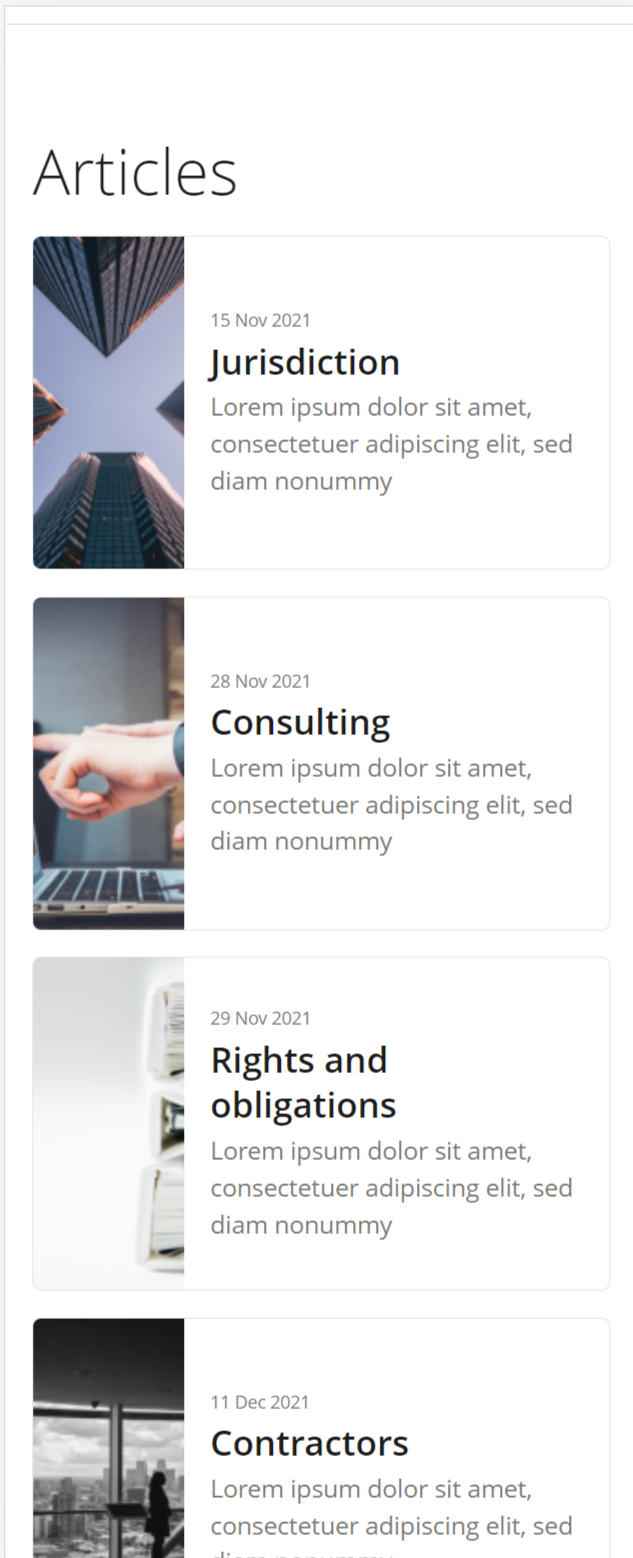 Articles
15 Nov 2021
Jurisdiction
Lorem ipsum dolor sit amet,
consectetuer adipiscing elit, sed
diam nonummy
28 Nov 2021
Consulting
Lorem ipsum dolor sit amet,
consectetuer adipiscing elit, sed
diam nonummy
29 Nov 2021
Rights and
obligations
Lorem ipsum dolor sit amet,
consectetuer adipiscing elit, sed
diam nonummy
11 Dec 2021
Contractors
Lorem ipsum dolor sit amet,
consectetuer adipiscing elit, sed